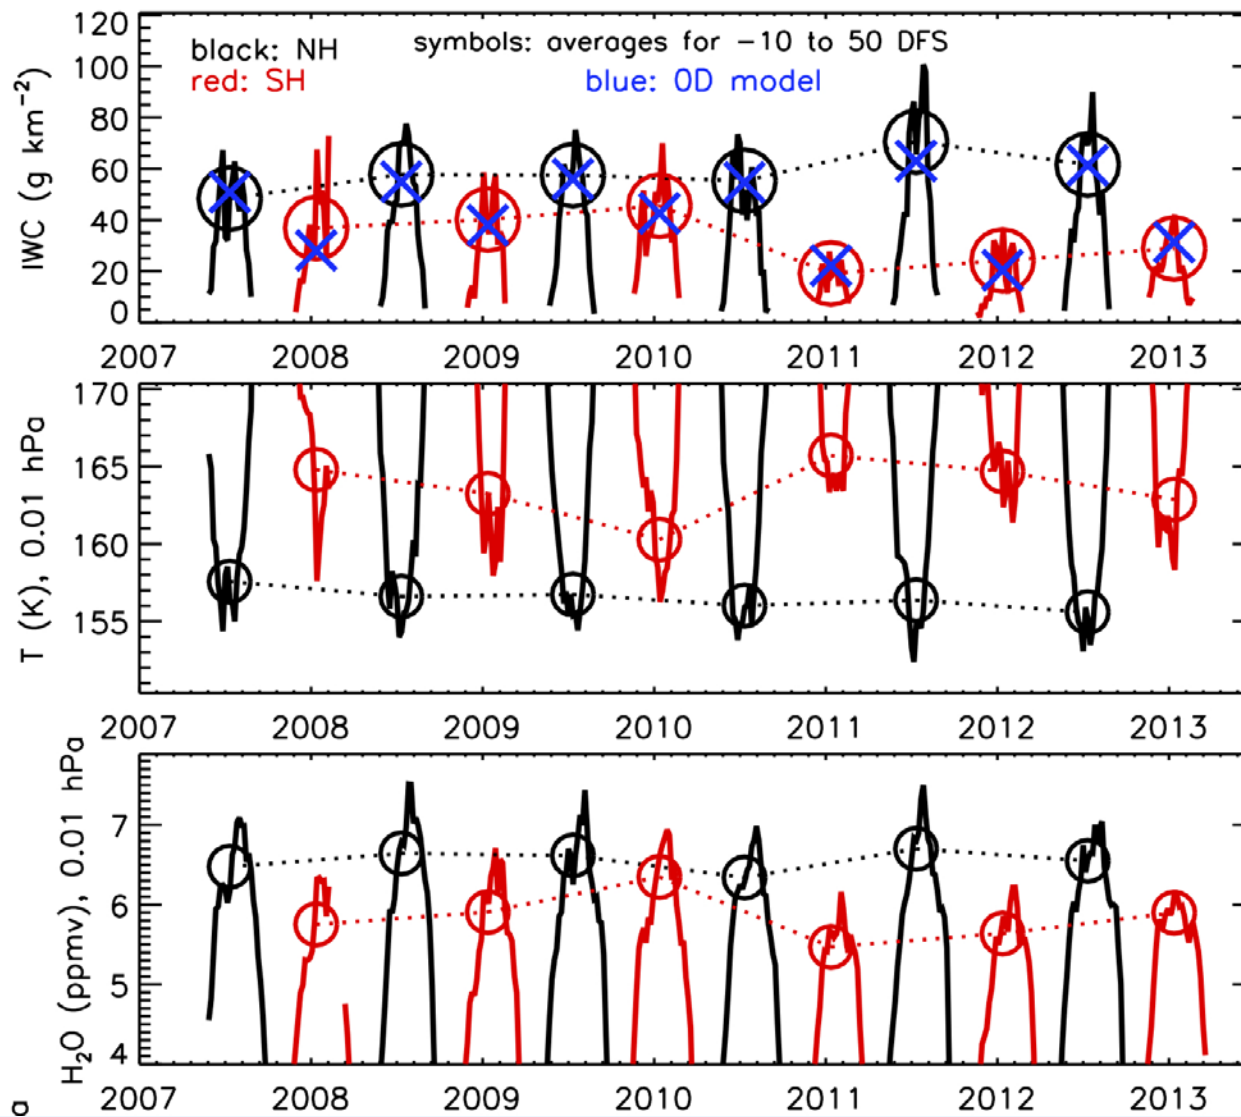 120
black: NH symbols: averages for −10 to 50 DFS
100
red: SH blue: 0D model
80
60
40
20
0
IWC (g km⁻²)
2007 2008 2009 2010 2011 2012 2013
170
165
160
155
T (K), 0.01 hPa
2007 2008 2009 2010 2011 2012 2013
7
6
5
4
H₂O (ppmv), 0.01 hPa
2007 2008 2009 2010 2011 2012 2013
a